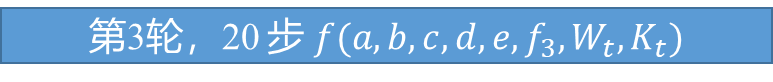 第3轮，20 步 f(a, b, c, d, e, f₃, Wₜ, Kₜ)